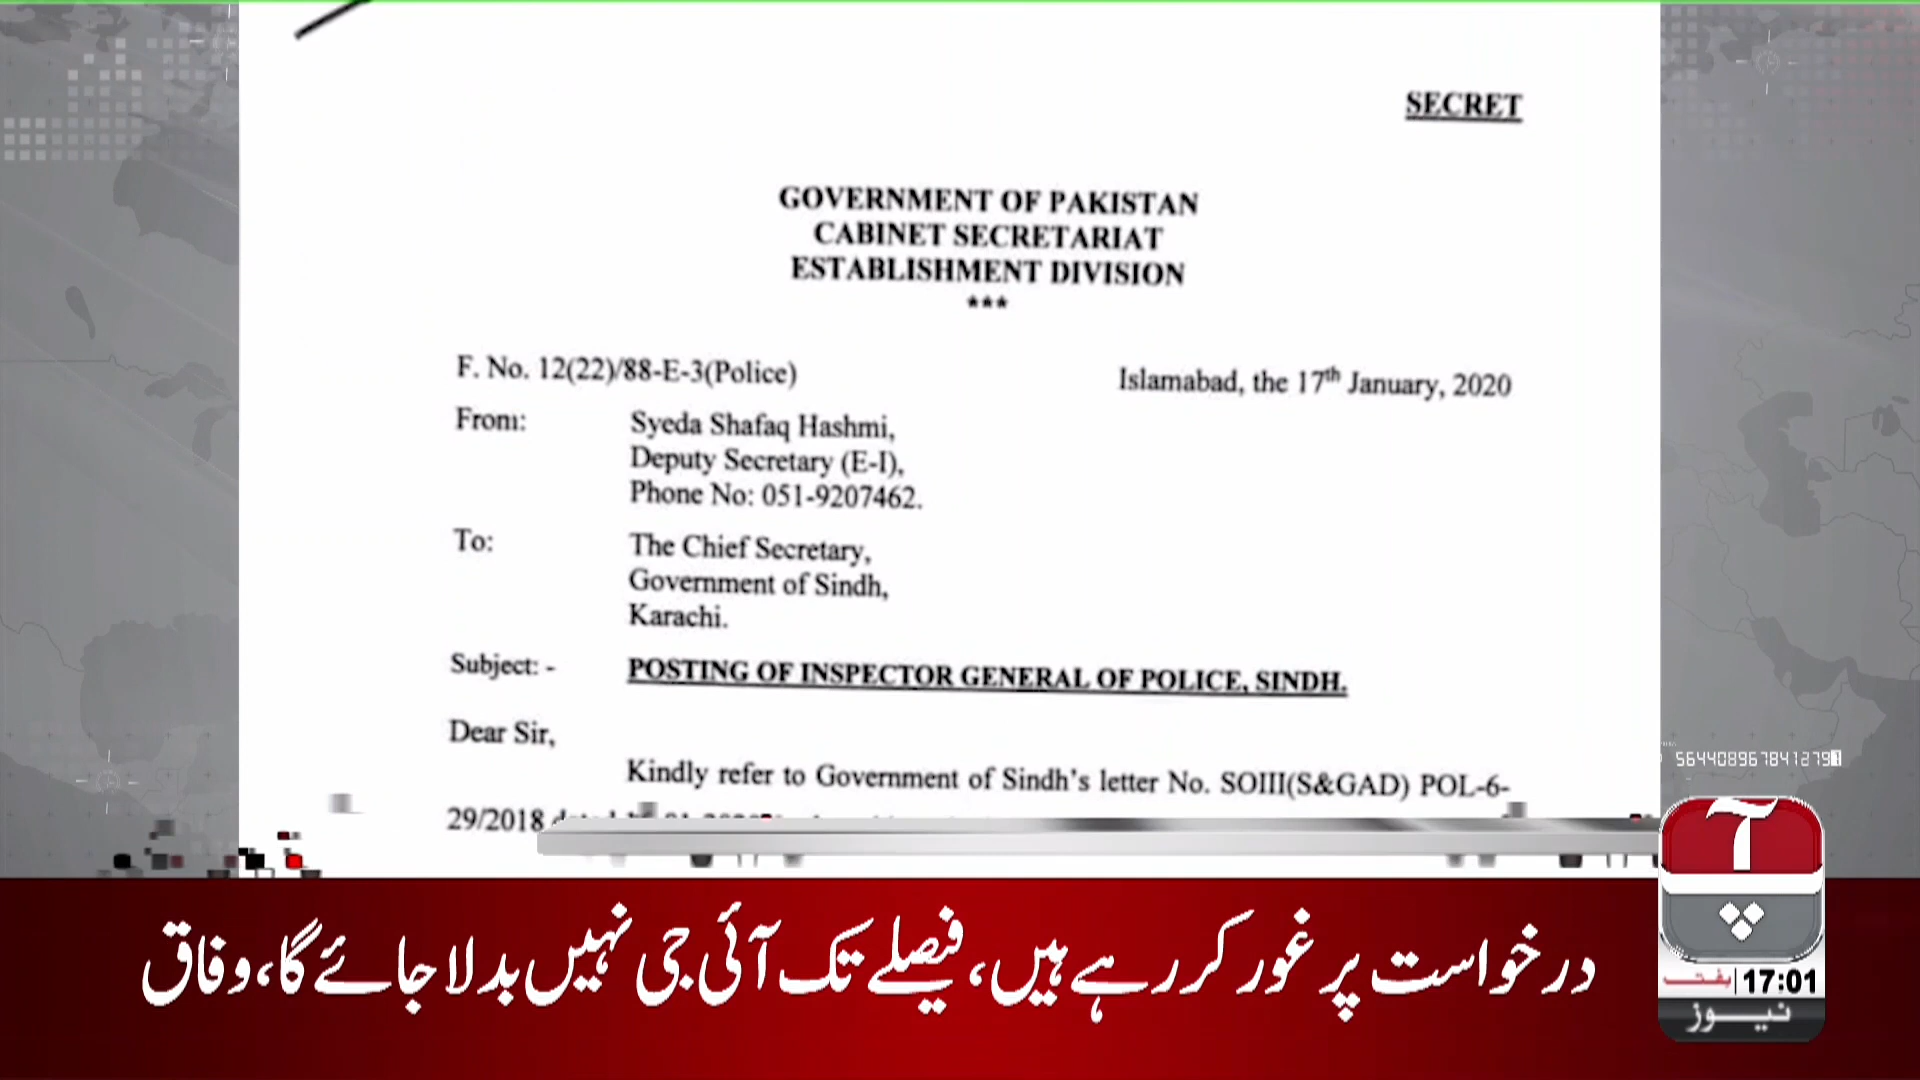 SECRET
GOVERNMENT OF PAKISTAN
CABINET SECRETARIAT
ESTABLISHMENT DIVISION
***
F. No. 12(22)/88-E-3(Police) Islamabad, the 17th January, 2020
From: Syeda Shafaq Hashmi,
Deputy Secretary (E-I),
Phone No: 051-9207462.
To: The Chief Secretary,
Government of Sindh,
Karachi.
Subject: - POSTING OF INSPECTOR GENERAL OF POLICE, SINDH.
Dear Sir,
Kindly refer to Government of Sindh's letter No. SOIII(S&GAD) POL-6-
29/2018
درخواست پر غور کر رہے ہیں، فیصلے تک آئی جی نہیں بدلا جائے گا، وفاق
آپ
ہفتہ 17:01
نیوز